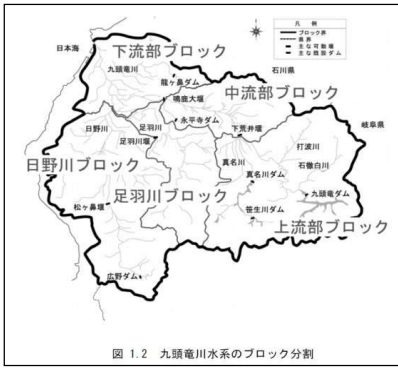 凡 例
ブロック界
県界
主な可動堰
主な既設ダム
日本海
下流部ブロック
石川県
九頭竜川
龍ヶ鼻ダム
中流部ブロック
鳴鹿大堰
永平寺ダム
岐阜県
日野川
足羽川
足羽川堰
下荒井堰
打波川
日野川ブロック
真名川
石徹白川
足羽川ブロック
真名川ダム
九頭竜ダム
松ヶ鼻堰
笹生川ダム
上流部ブロック
広野ダム
図 1.2 九頭竜川水系のブロック分割